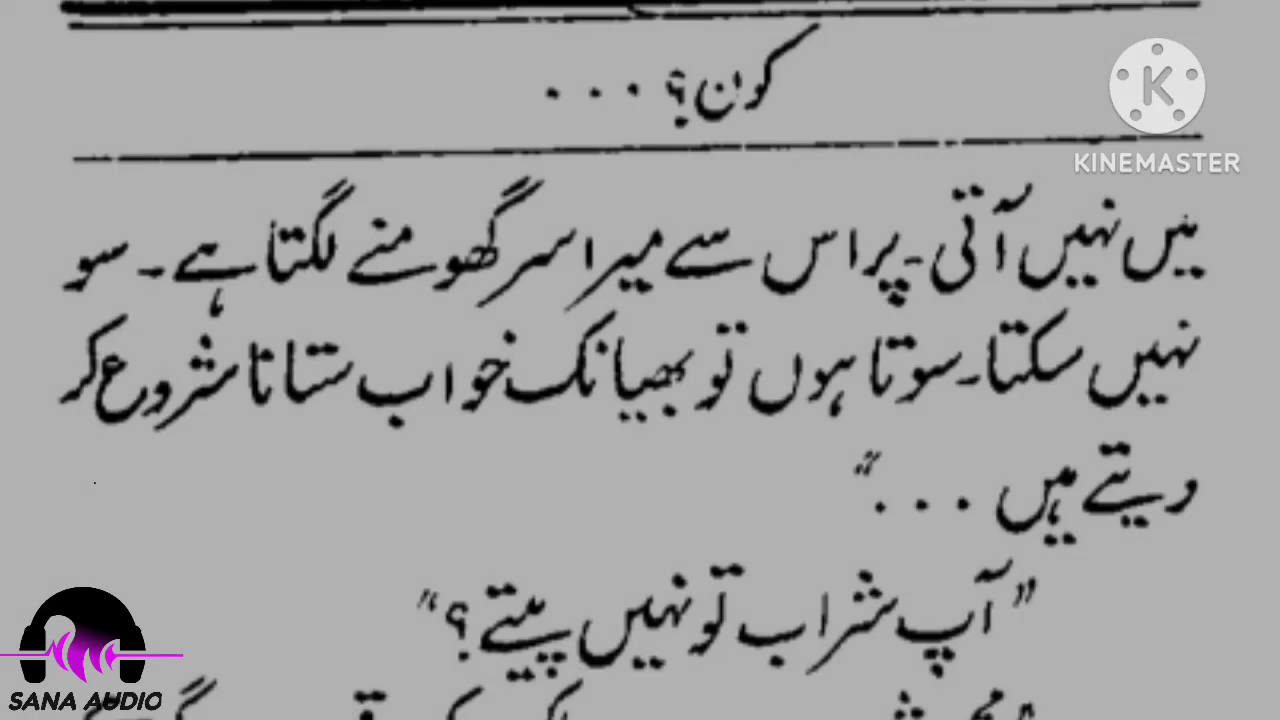 کون؟ . . .
KINEMASTER
میں نہیں آتی۔ پر اس سے میرا سر گھومنے لگتا ہے۔ سو
نہیں سکتا۔ سوتا ہوں تو بھیانک خواب ستانا شروع کر
دیتے ہیں . . .“
”آپ شراب تو نہیں پیتے؟“
SANA AUDIO